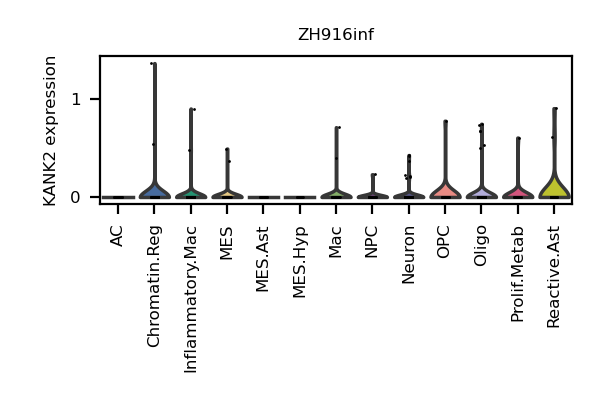 ZH916inf
KANK2 expression
1
0
AC
Chromatin.Reg
Inflammatory.Mac
MES
MES.Ast
MES.Hyp
Mac
NPC
Neuron
OPC
Oligo
Prolif.Metab
Reactive.Ast